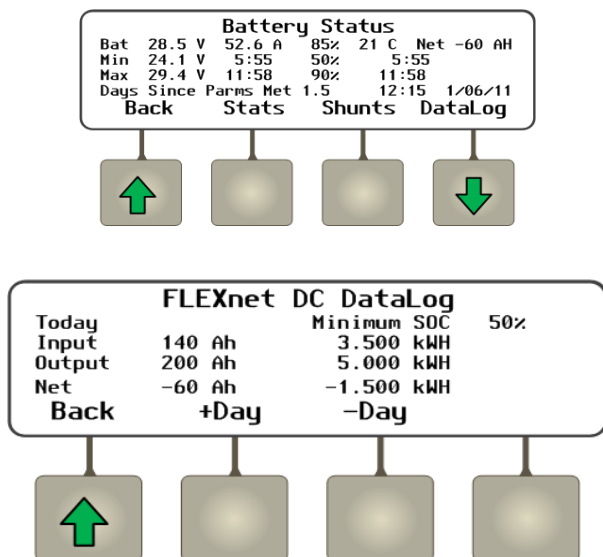 Battery Status
Bat 28.5 V 52.6 A 85% 21 C Net -60 AH
Min 24.1 V 5:55 50% 5:55
Max 29.4 V 11:58 90% 11:58
Days Since Parms Met 1.5 12:15 1/06/11
Back Stats Shunts DataLog
FLEXnet DC DataLog
Today Minimum SOC 50%
Input 140 Ah 3.500 kWH
Output 200 Ah 5.000 kWH
Net -60 Ah -1.500 kWH
Back +Day -Day